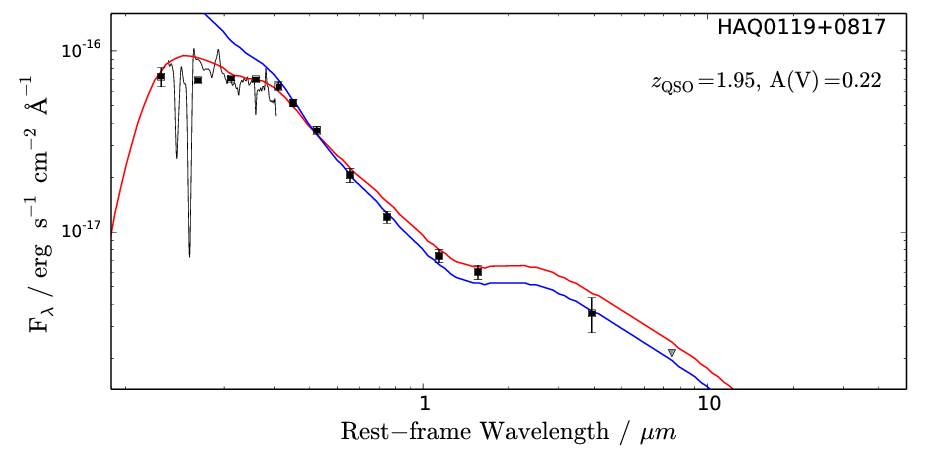 HAQ0119+0817
z_QSO=1.95, A(V)=0.22
10^-16
10^-17
F_λ / erg s^−1 cm^−2 Å^−1
1 10
Rest−frame Wavelength / μm